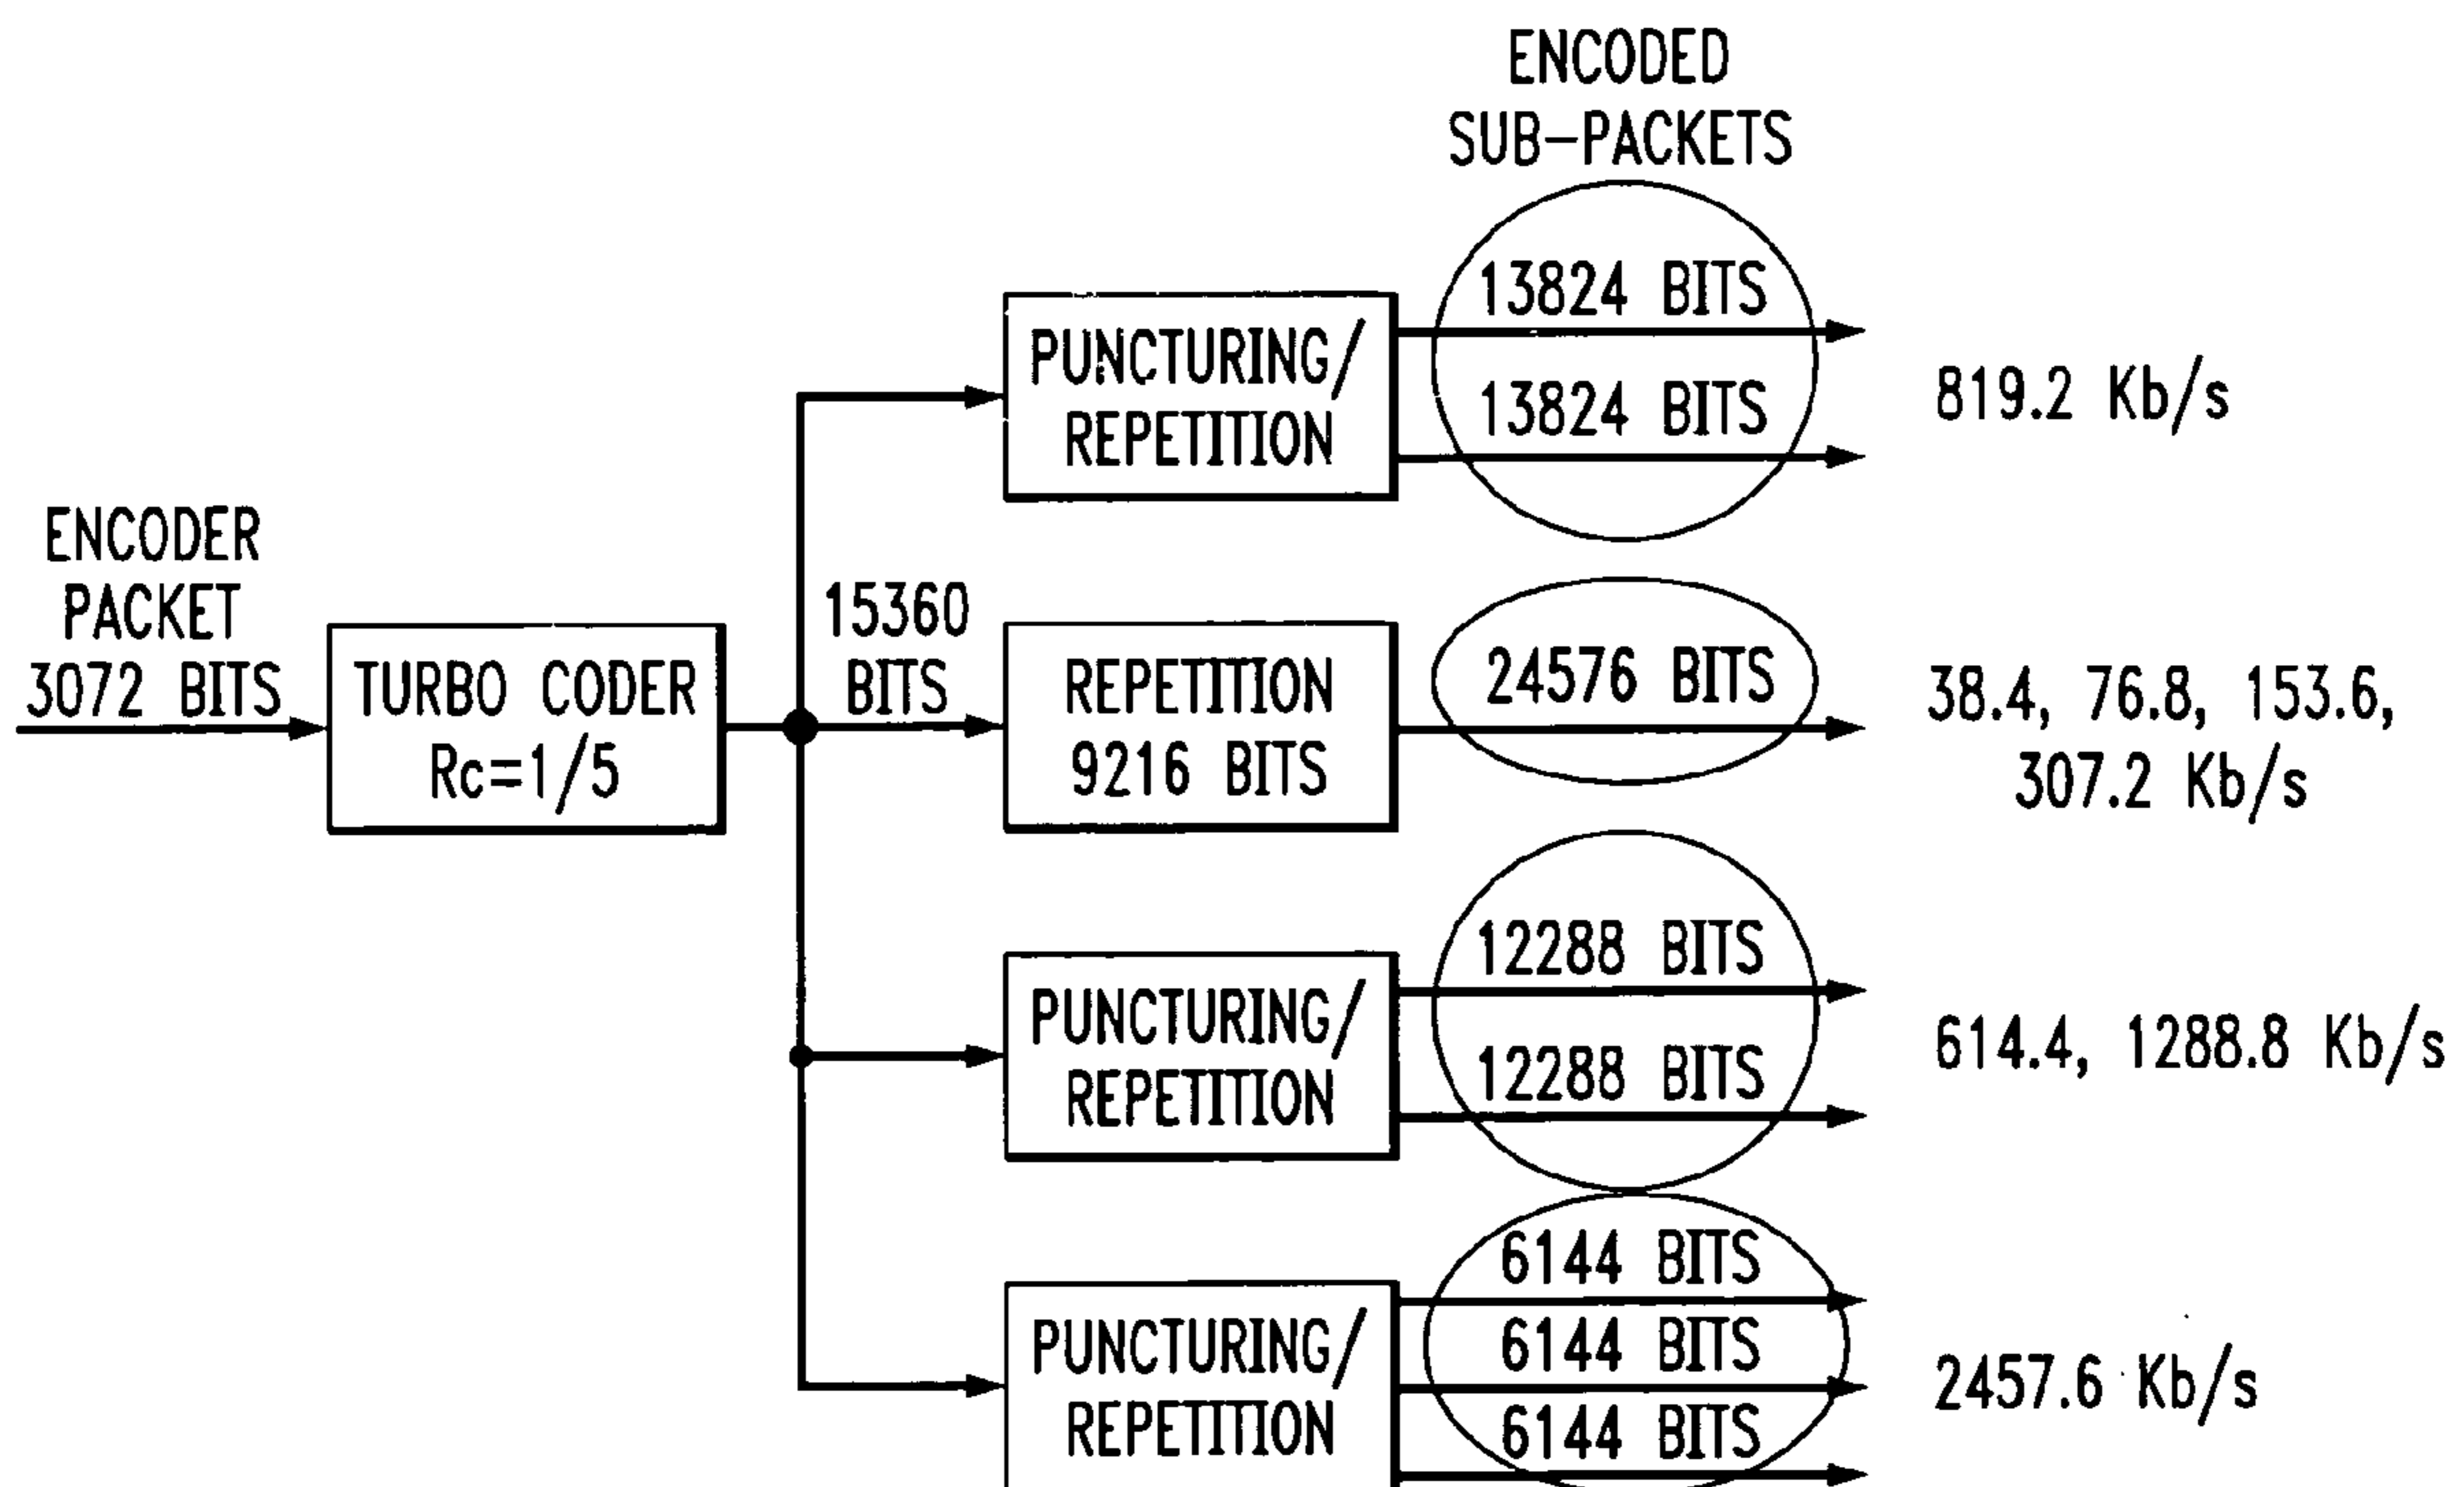 ENCODED
SUB-PACKETS
13824 BITS
PUNCTURING/
REPETITION
13824 BITS
819.2 Kb/s
ENCODER
PACKET
3072 BITS
TURBO CODER
Rc=1/5
15360
BITS
REPETITION
9216 BITS
24576 BITS
38.4, 76.8, 153.6,
307.2 Kb/s
PUNCTURING/
REPETITION
12288 BITS
12288 BITS
614.4, 1288.8 Kb/s
PUNCTURING/
REPETITION
6144 BITS
6144 BITS
6144 BITS
2457.6 Kb/s